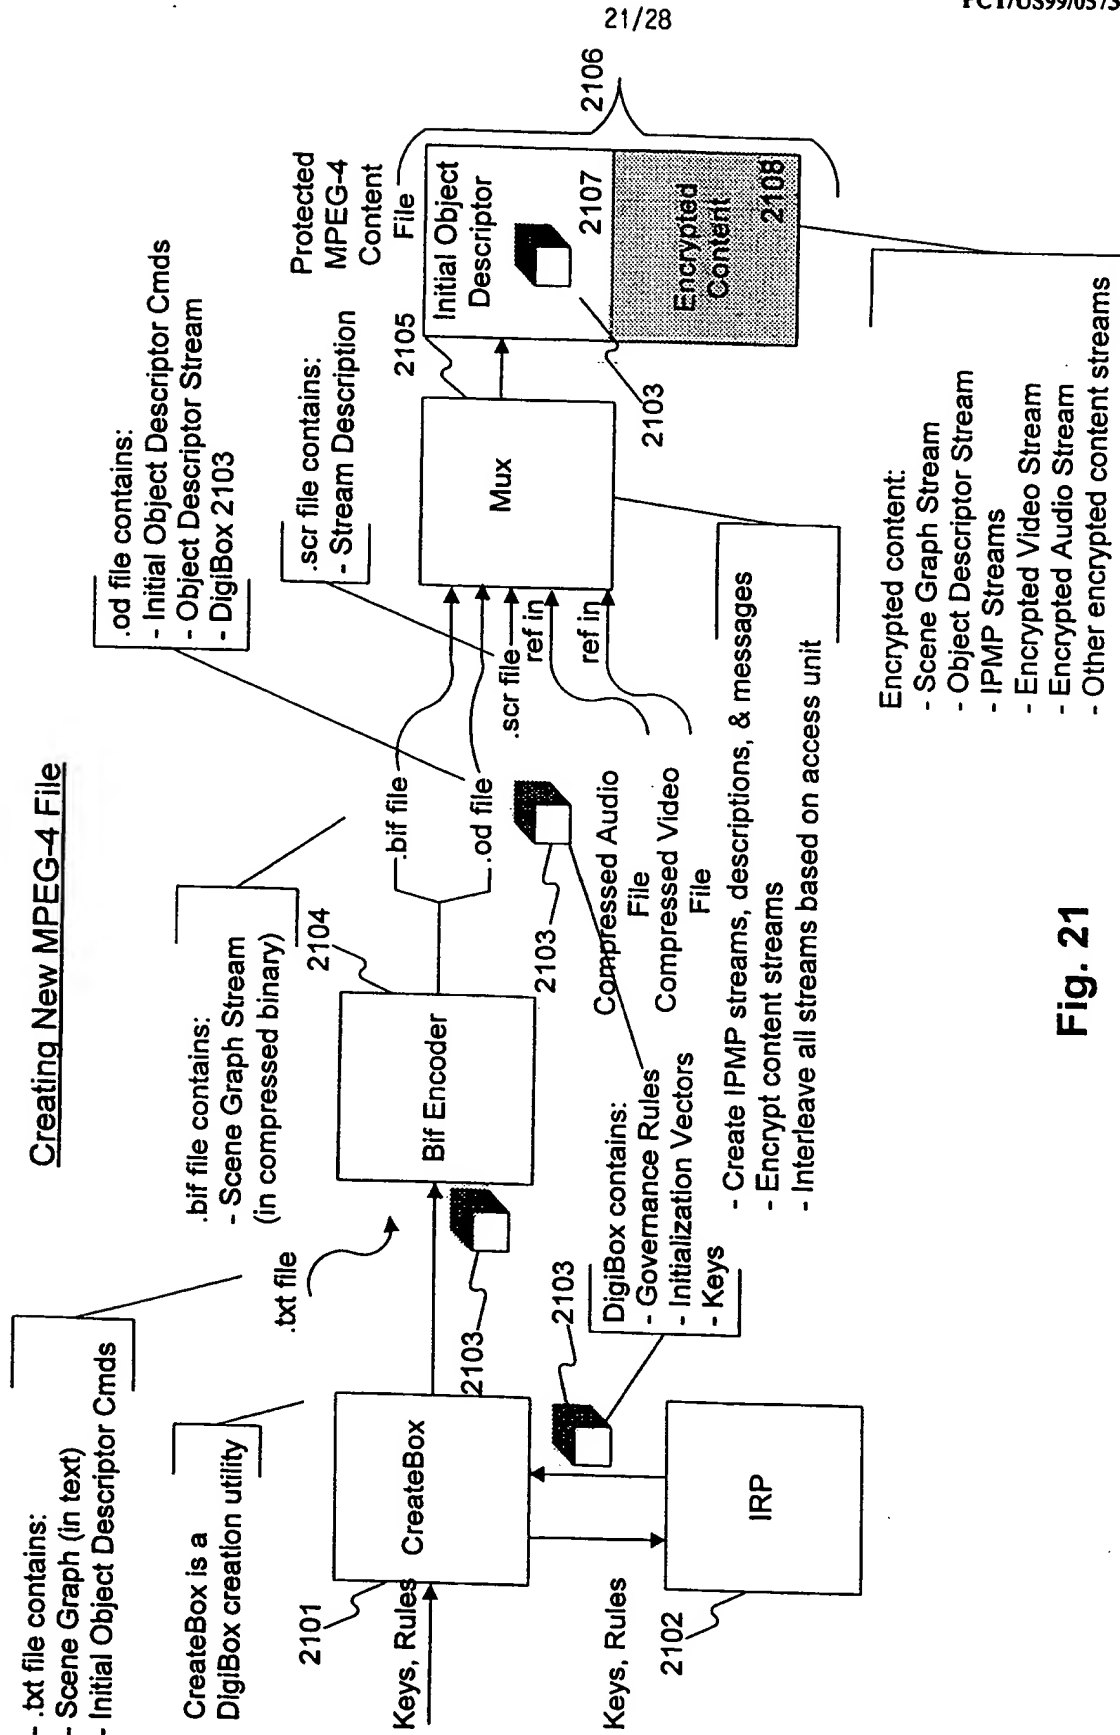 21/28
PCT/US99/0573
Creating New MPEG-4 File
- .txt file contains:
- Scene Graph (in text)
- Initial Object Descriptor Cmds
CreateBox is a
DigiBox creation utility
.bif file contains:
- Scene Graph Stream
(in compressed binary)
.od file contains:
- Initial Object Descriptor Cmds
- Object Descriptor Stream
- DigiBox 2103
.scr file contains:
- Stream Description
Protected
MPEG-4
Content
File
2106
2101
Keys, Rules
CreateBox
.txt file
2103
2104
Bif Encoder
.bif file
.od file
.scr file
ref in
ref in
2105
Mux
Initial Object
Descriptor
2107
Encrypted
Content
2108
2103
2103
Compressed Audio
File
Compressed Video
File
2103
Keys, Rules
2102
IRP
DigiBox contains:
- Governance Rules
- Initialization Vectors
- Keys
- Create IPMP streams, descriptions, & messages
- Encrypt content streams
- Interleave all streams based on access unit
Encrypted content:
- Scene Graph Stream
- Object Descriptor Stream
- IPMP Streams
- Encrypted Video Stream
- Encrypted Audio Stream
- Other encrypted content streams
Fig. 21